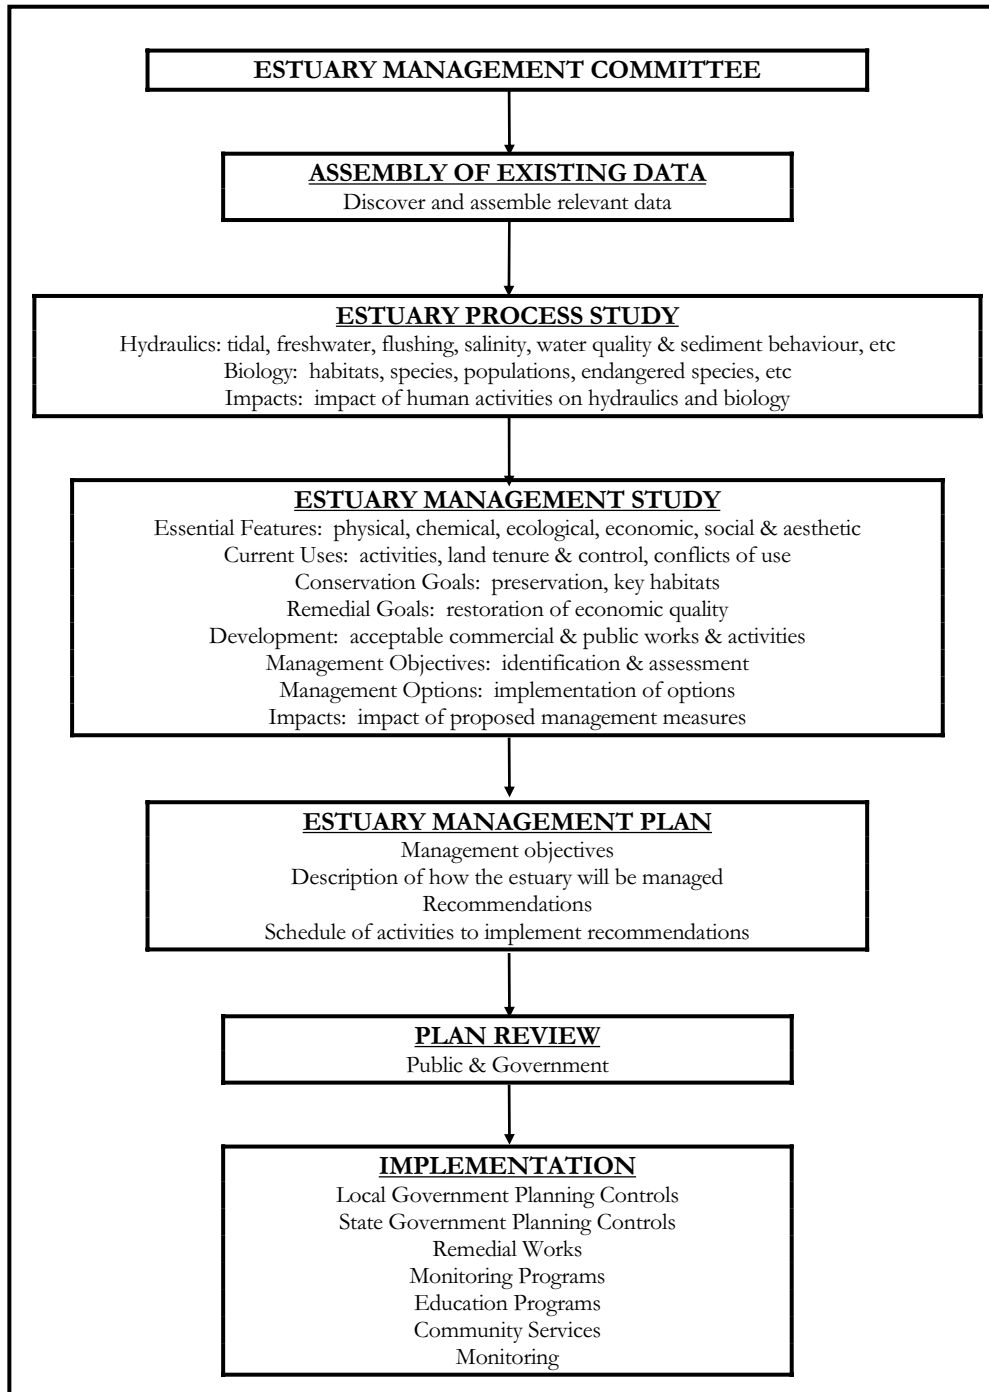 ESTUARY MANAGEMENT COMMITTEE
ASSEMBLY OF EXISTING DATA
Discover and assemble relevant data
ESTUARY PROCESS STUDY
Hydraulics: tidal, freshwater, flushing, salinity, water quality & sediment behaviour, etc
Biology: habitats, species, populations, endangered species, etc
Impacts: impact of human activities on hydraulics and biology
ESTUARY MANAGEMENT STUDY
Essential Features: physical, chemical, ecological, economic, social & aesthetic
Current Uses: activities, land tenure & control, conflicts of use
Conservation Goals: preservation, key habitats
Remedial Goals: restoration of economic quality
Development: acceptable commercial & public works & activities
Management Objectives: identification & assessment
Management Options: implementation of options
Impacts: impact of proposed management measures
ESTUARY MANAGEMENT PLAN
Management objectives
Description of how the estuary will be managed
Recommendations
Schedule of activities to implement recommendations
PLAN REVIEW
Public & Government
IMPLEMENTATION
Local Government Planning Controls
State Government Planning Controls
Remedial Works
Monitoring Programs
Education Programs
Community Services
Monitoring